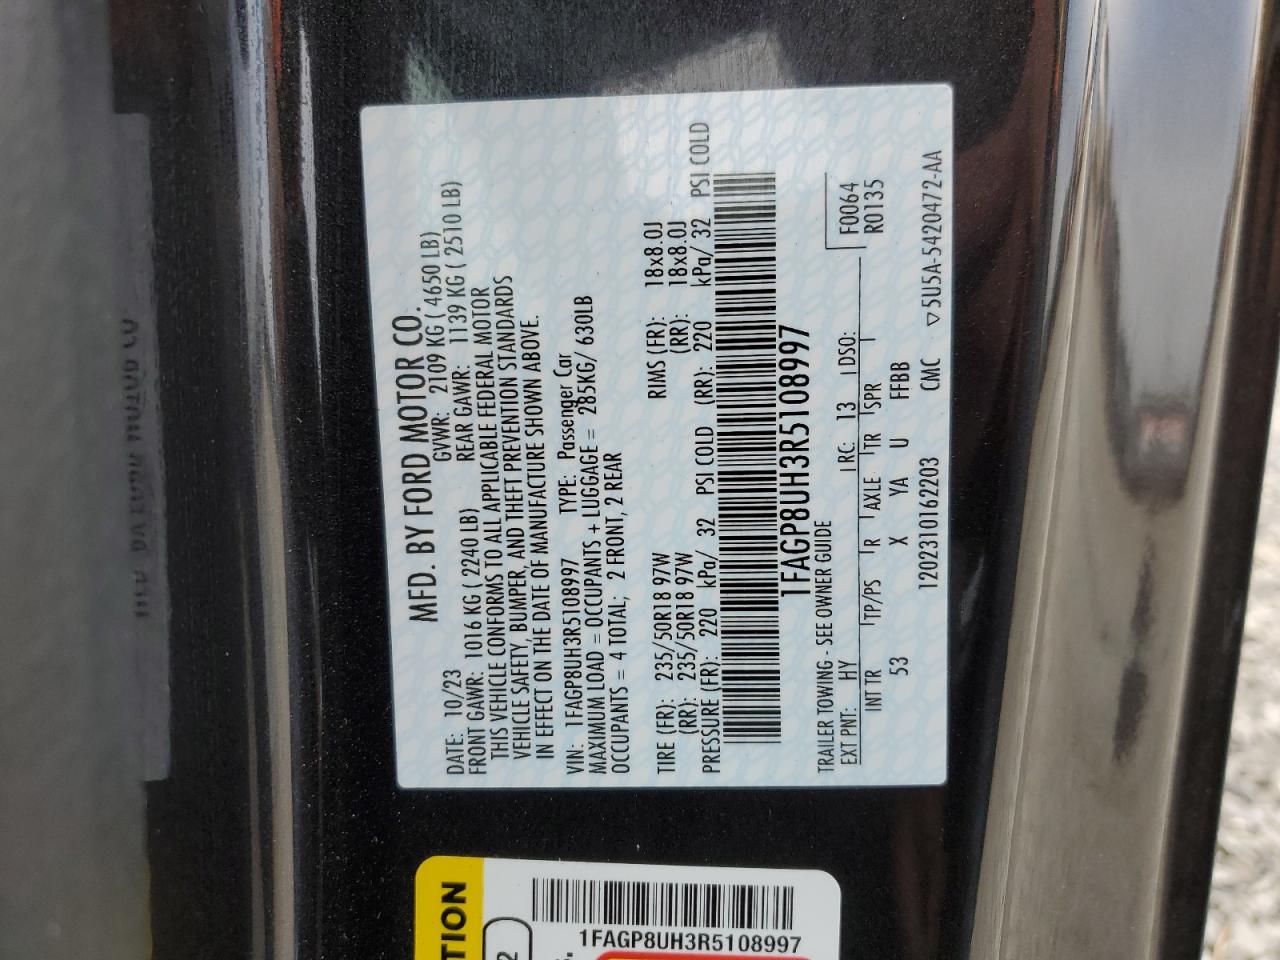 MFD. BY FORD MOTOR CO.
DATE: 10/23 GVWR: 2109 KG ( 4650 LB)
FRONT GAWR: 1016 KG ( 2240 LB) REAR GAWR: 1139 KG ( 2510 LB)
THIS VEHICLE CONFORMS TO ALL APPLICABLE FEDERAL MOTOR
VEHICLE SAFETY, BUMPER, AND THEFT PREVENTION STANDARDS
IN EFFECT ON THE DATE OF MANUFACTURE SHOWN ABOVE.
VIN: 1FAGP8UH3R5108997 TYPE: Passenger Car
MAXIMUM LOAD = OCCUPANTS + LUGGAGE = 285KG/ 630LB
OCCUPANTS = 4 TOTAL, 2 FRONT, 2 REAR
TIRE (FR): 235/50R18 97W RIMS (FR): 18x8.0J
(RR): 235/50R18 97W (RR): 18x8.0J
PRESSURE (FR): 220 kPa/ 32 PSI COLD (RR): 220 kPa/ 32 PSI COLD
1FAGP8UH3R5108997
TRAILER TOWING - SEE OWNER GUIDE F0064
EXT PNT: HY RC: 13 DSO: R0135
INT TR TP/PS R AXLE TR SPR
53 X YA U FFBB
1202310162203 CMC ▽5U5A-5420472-AA
TION
2
1FAGP8UH3R5108997